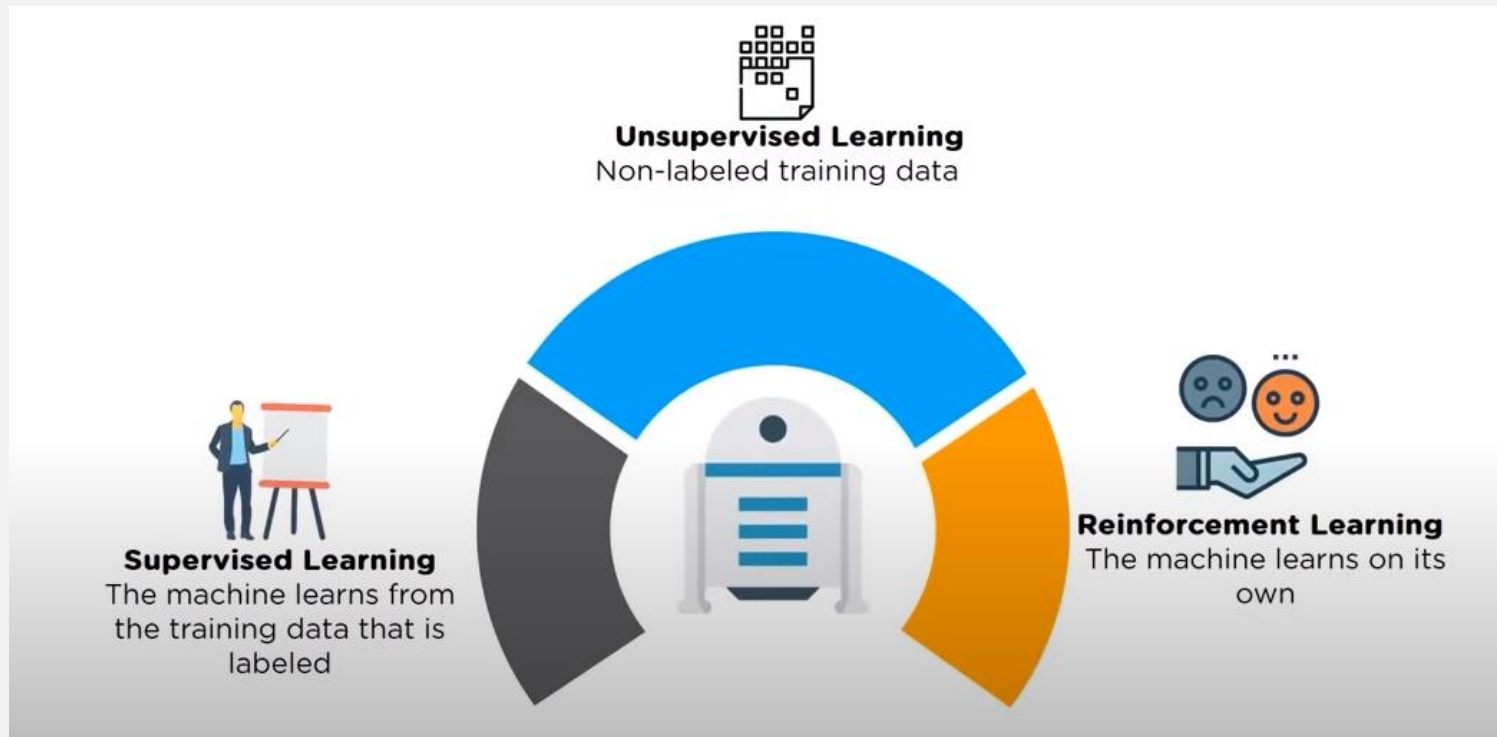 Unsupervised Learning
Non-labeled training data
Supervised Learning
The machine learns from
the training data that is
labeled
Reinforcement Learning
The machine learns on its
own